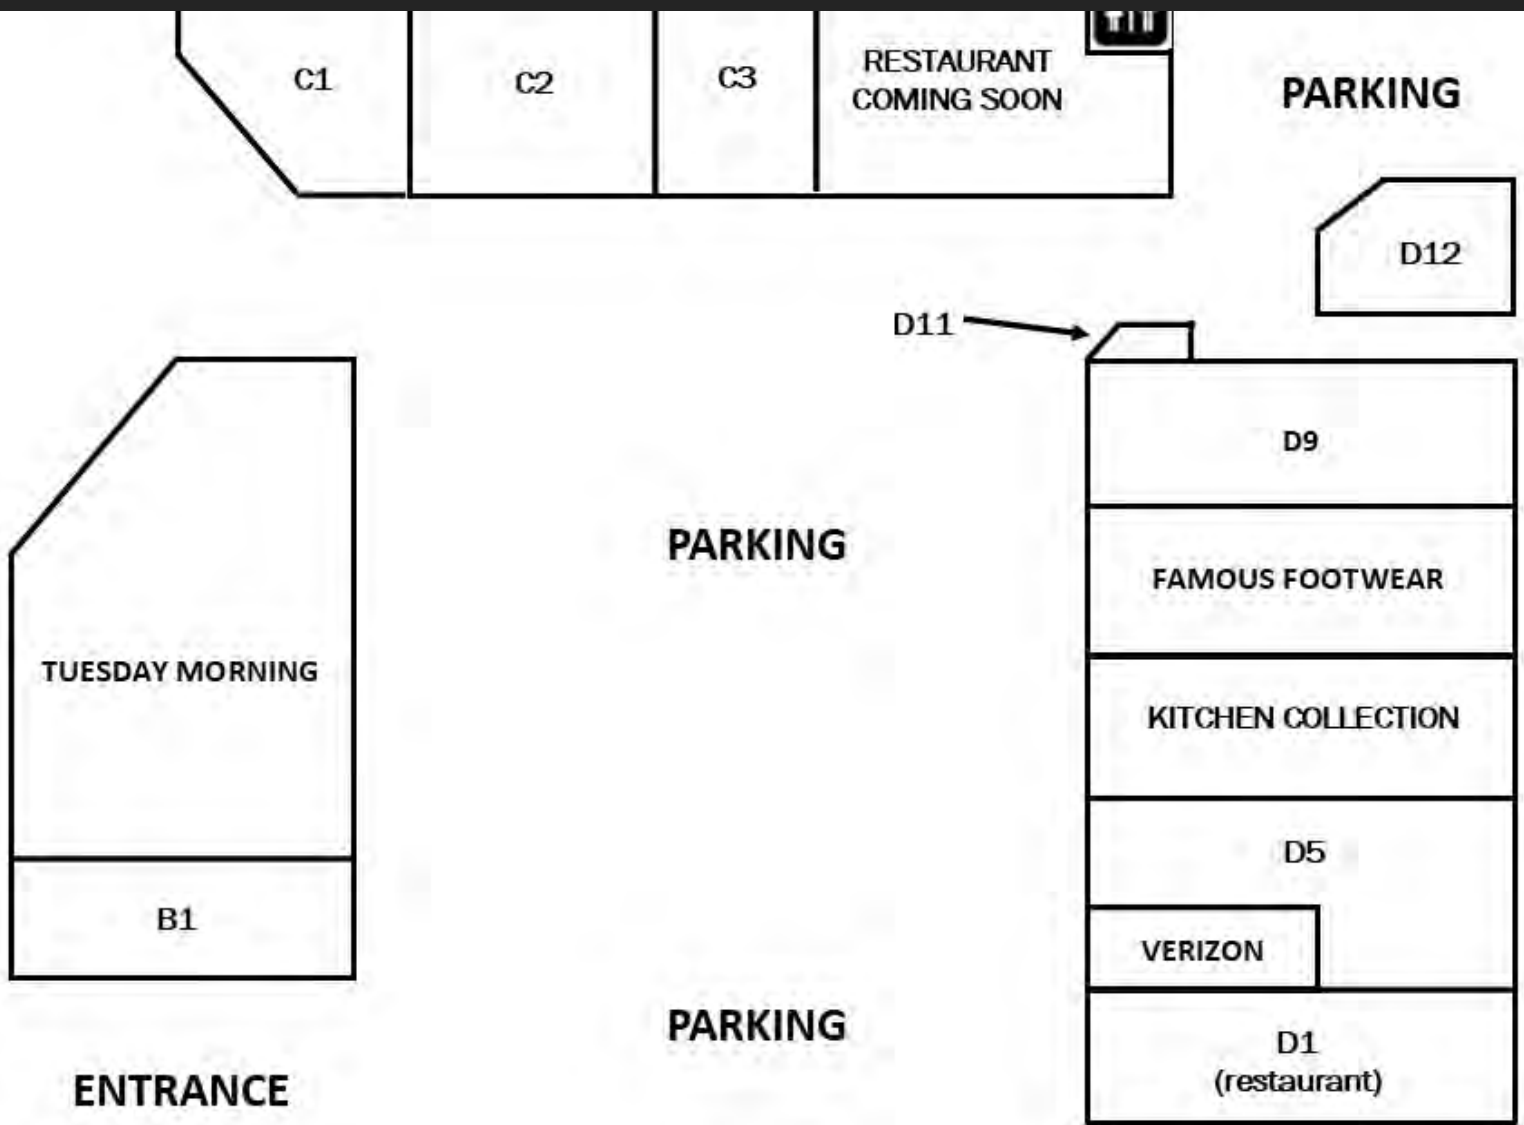 C1
C2
C3
RESTAURANT
COMING SOON
PARKING
D12
D11
D9
PARKING
FAMOUS FOOTWEAR
TUESDAY MORNING
KITCHEN COLLECTION
D5
B1
VERIZON
PARKING
D1
(restaurant)
ENTRANCE